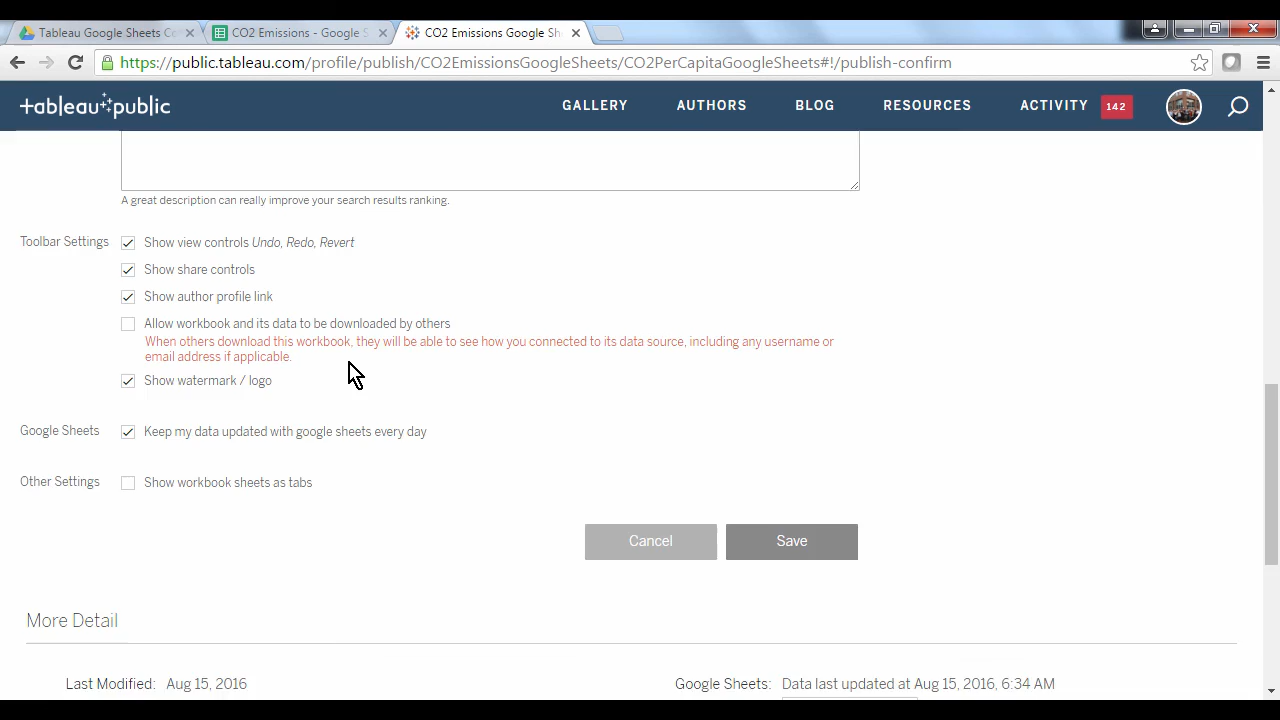 Tableau Google Sheets Co
CO2 Emissions - Google S
CO2 Emissions Google Sh
https://public.tableau.com/profile/publish/CO2EmissionsGoogleSheets/CO2PerCapitaGoogleSheets#!/publish-confirm
+ableau+public
GALLERY
AUTHORS
BLOG
RESOURCES
ACTIVITY
142
A great description can really improve your search results ranking.
Toolbar Settings
Show view controls Undo, Redo, Revert
Show share controls
Show author profile link
Allow workbook and its data to be downloaded by others
When others download this workbook, they will be able to see how you connected to its data source, including any username or
email address if applicable.
Show watermark / logo
Google Sheets
Keep my data updated with google sheets every day
Other Settings
Show workbook sheets as tabs
Cancel
Save
More Detail
Last Modified: Aug 15, 2016
Google Sheets: Data last updated at Aug 15, 2016, 6:34 AM